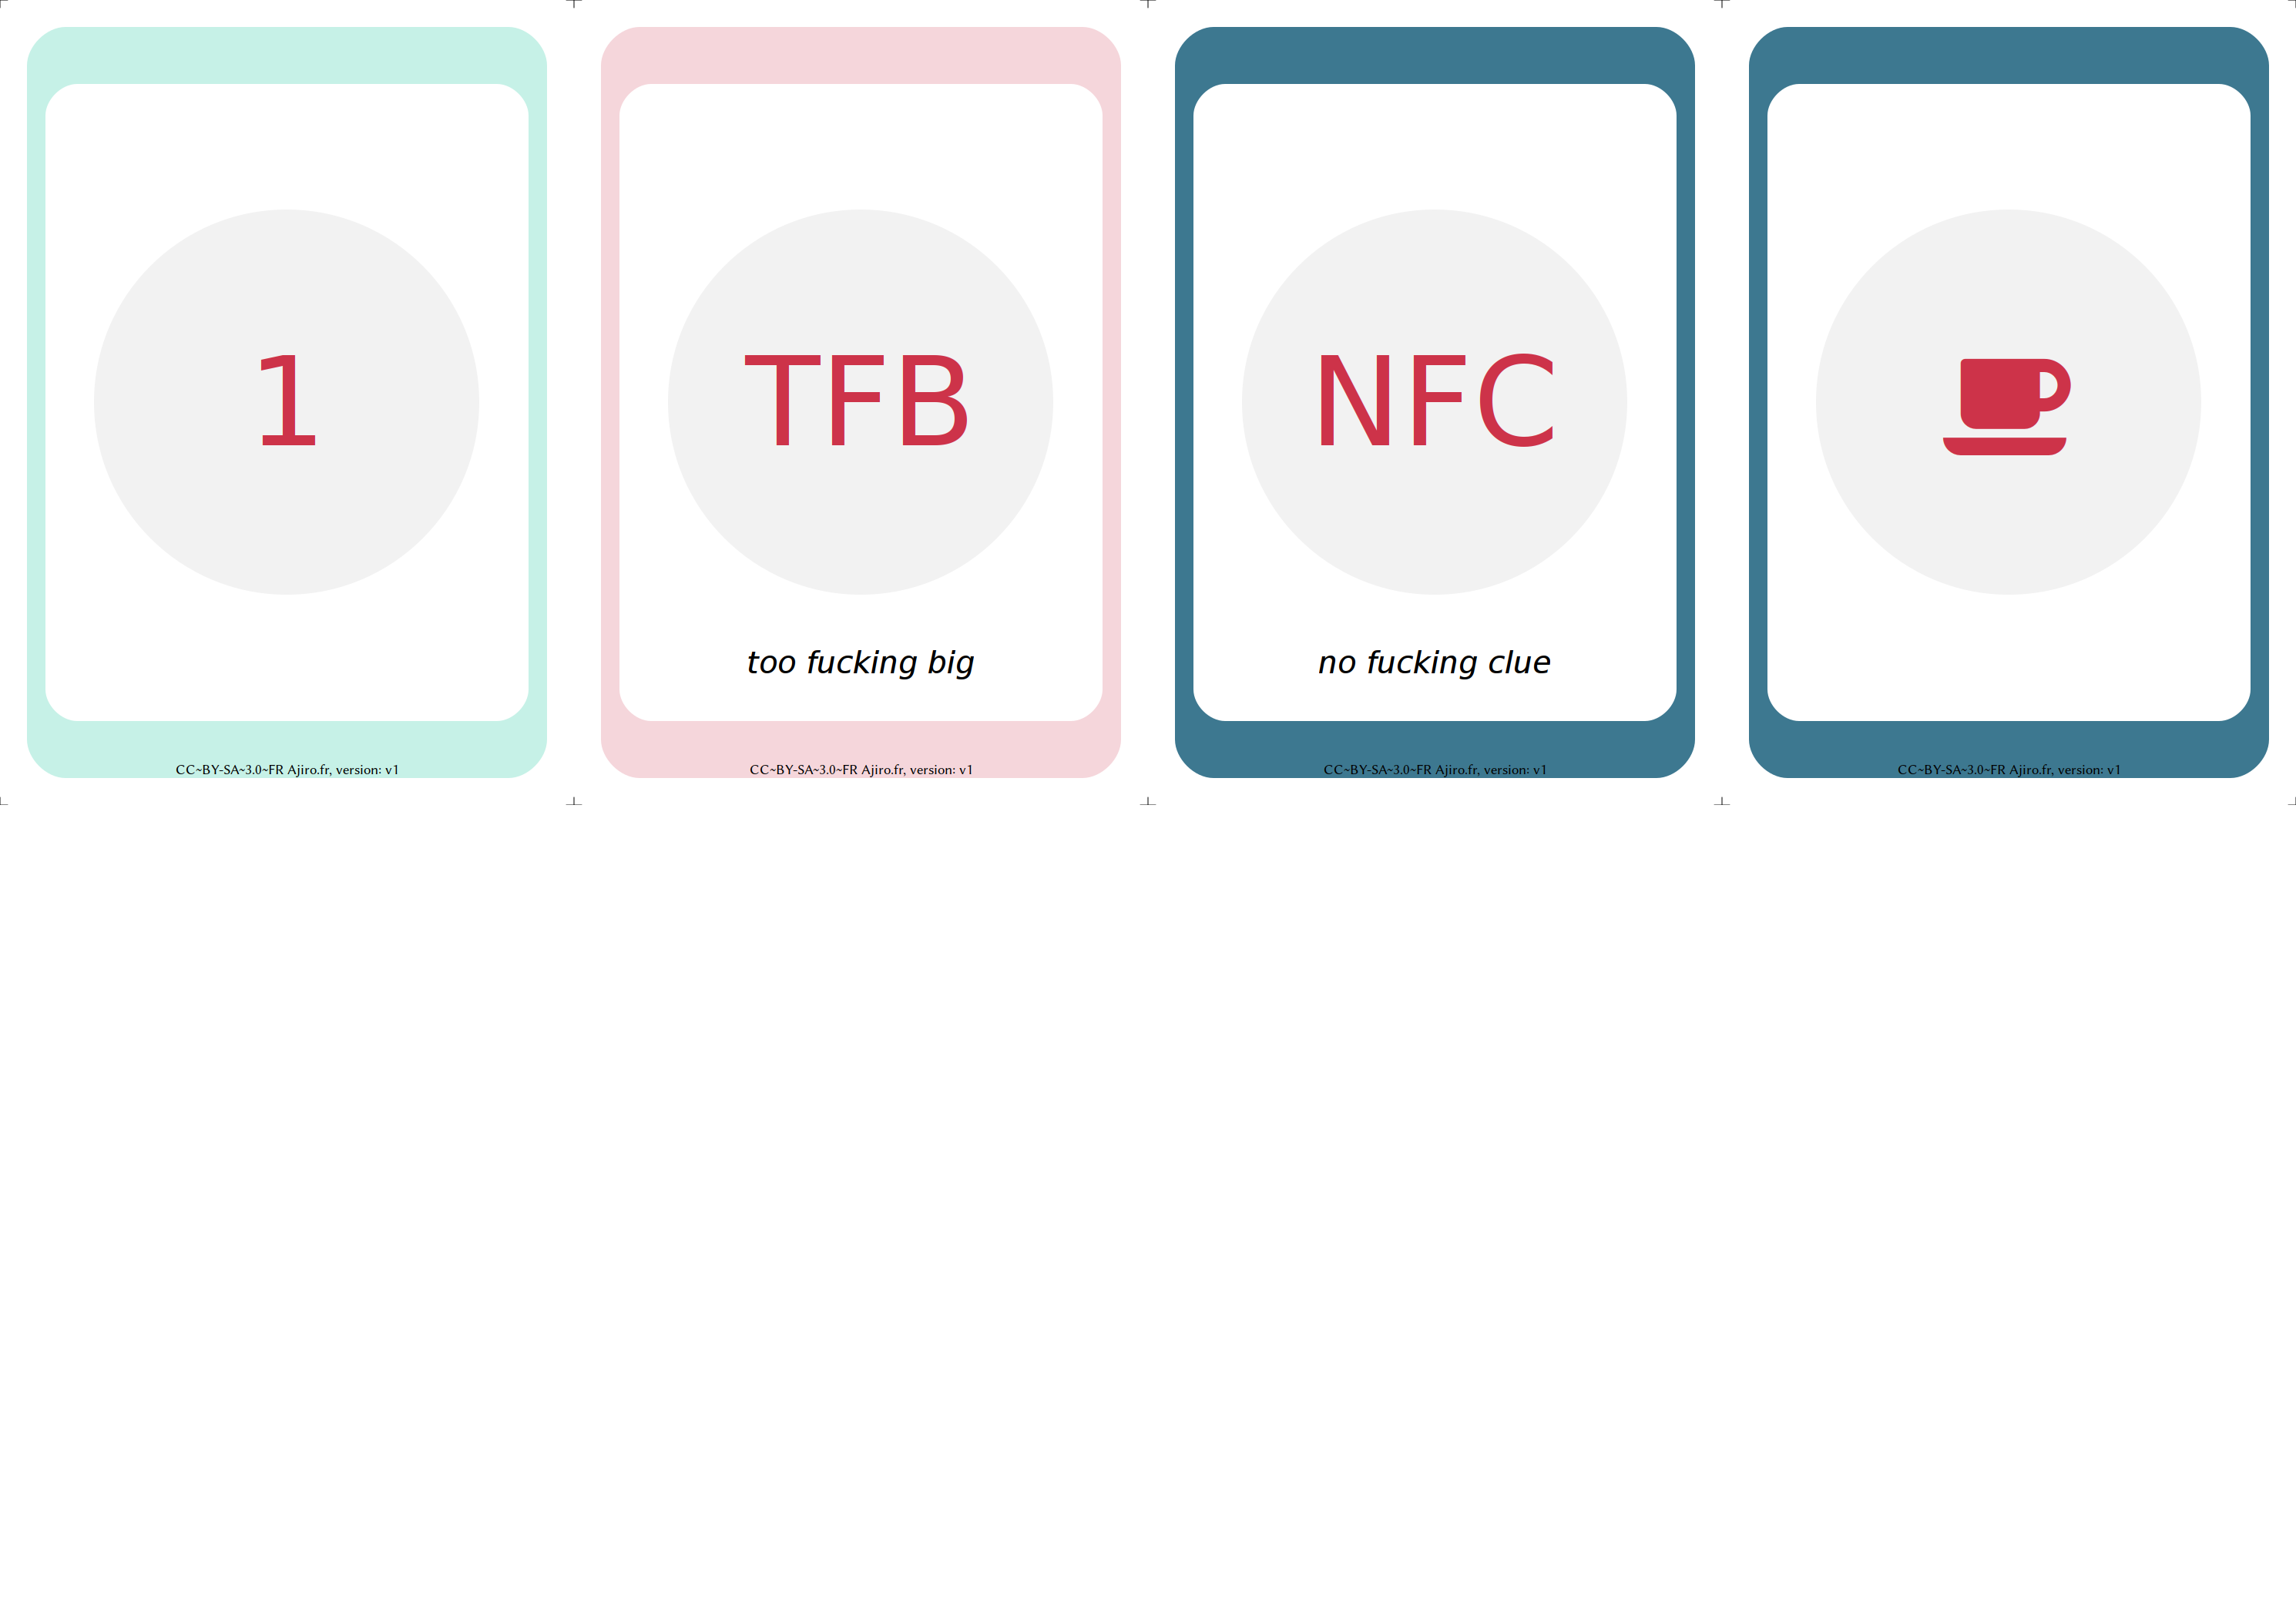 1
TFB
NFC
too fucking big
no fucking clue
CC~BY-SA~3.0~FR Ajiro.fr, version: v1
CC~BY-SA~3.0~FR Ajiro.fr, version: v1
CC~BY-SA~3.0~FR Ajiro.fr, version: v1
CC~BY-SA~3.0~FR Ajiro.fr, version: v1